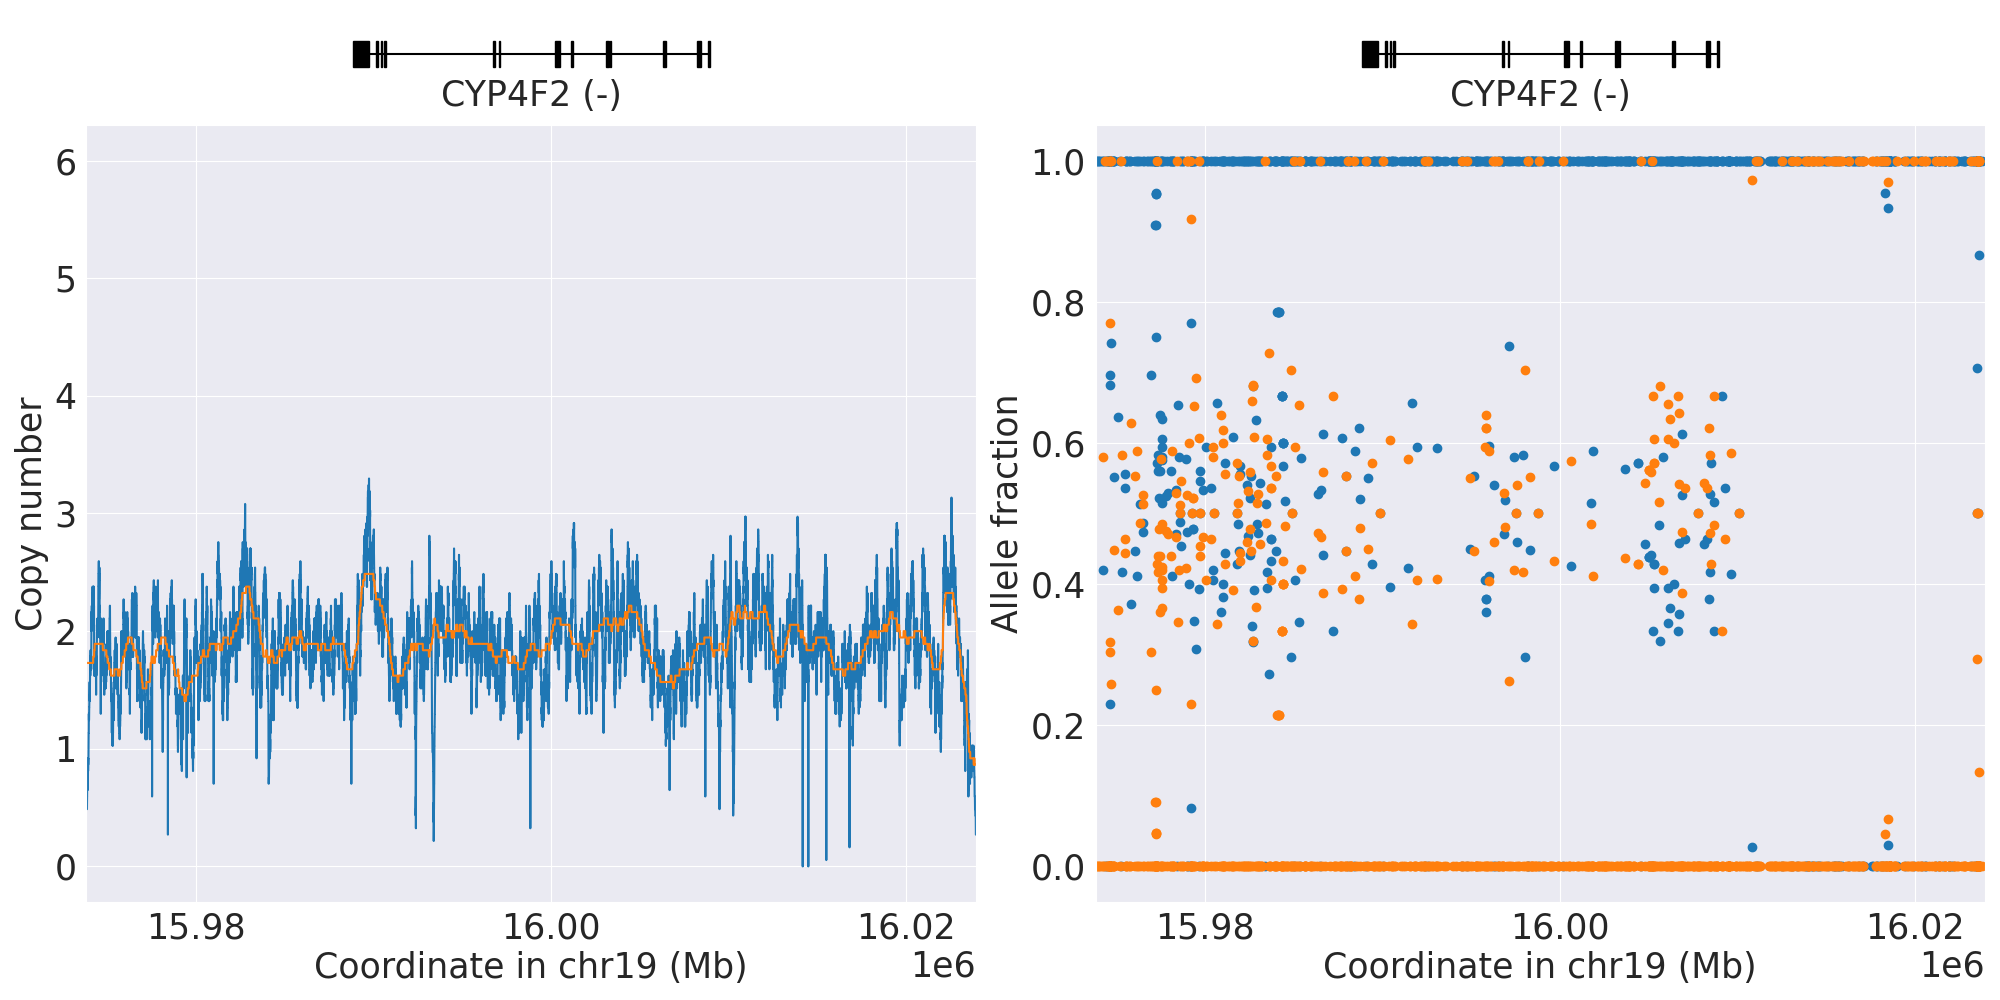 CYP4F2 (-)
6
5
4
3
2
1
0
Copy number
15.98
16.00
16.02
Coordinate in chr19 (Mb)
1e6
CYP4F2 (-)
1.0
0.8
0.6
0.4
0.2
0.0
Allele fraction
15.98
16.00
16.02
Coordinate in chr19 (Mb)
1e6